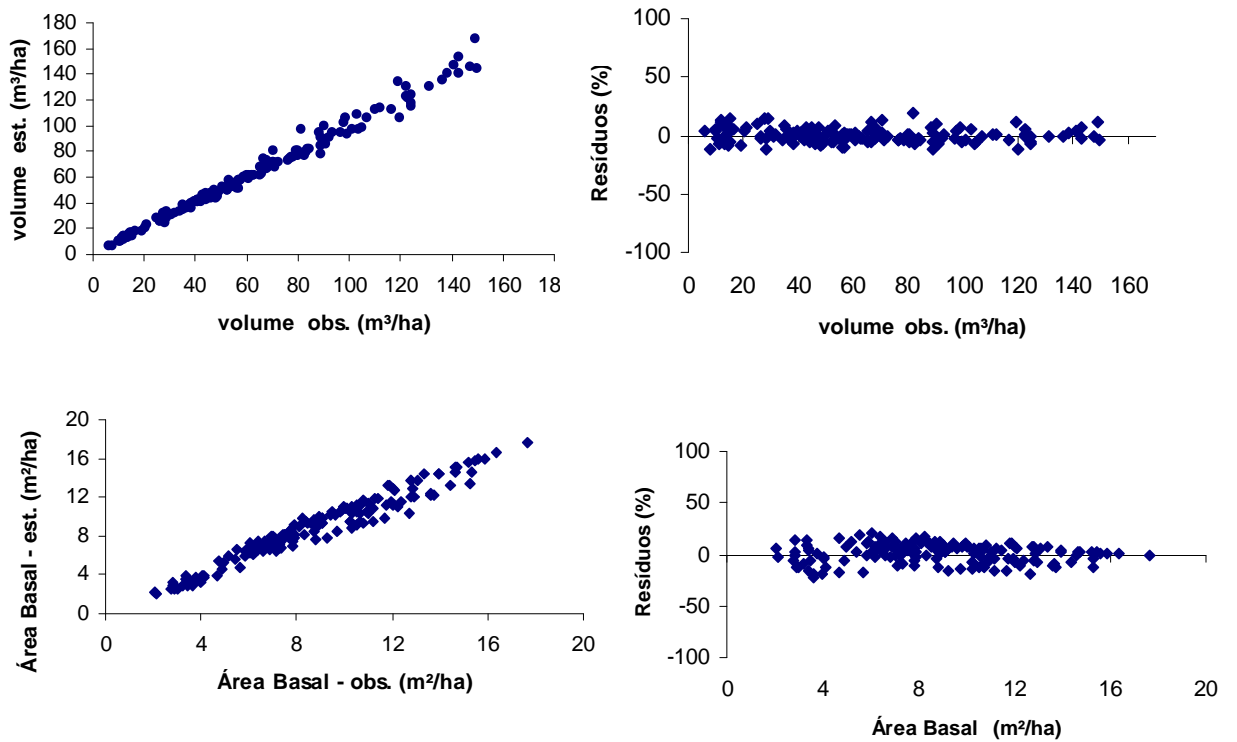 volume est. (m³/ha)
180
160
140
120
100
80
60
40
20
0
0 20 40 60 80 100 120 140 160 18
volume obs. (m³/ha)
Resíduos (%)
100
50
0
-50
-100
0 20 40 60 80 100 120 140 160
volume obs. (m³/ha)
Área Basal - est. (m²/ha)
20
16
12
8
4
0
0 4 8 12 16 20
Área Basal - obs. (m²/ha)
Resíduos (%)
100
50
0
-50
-100
0 4 8 12 16 20
Área Basal (m²/ha)